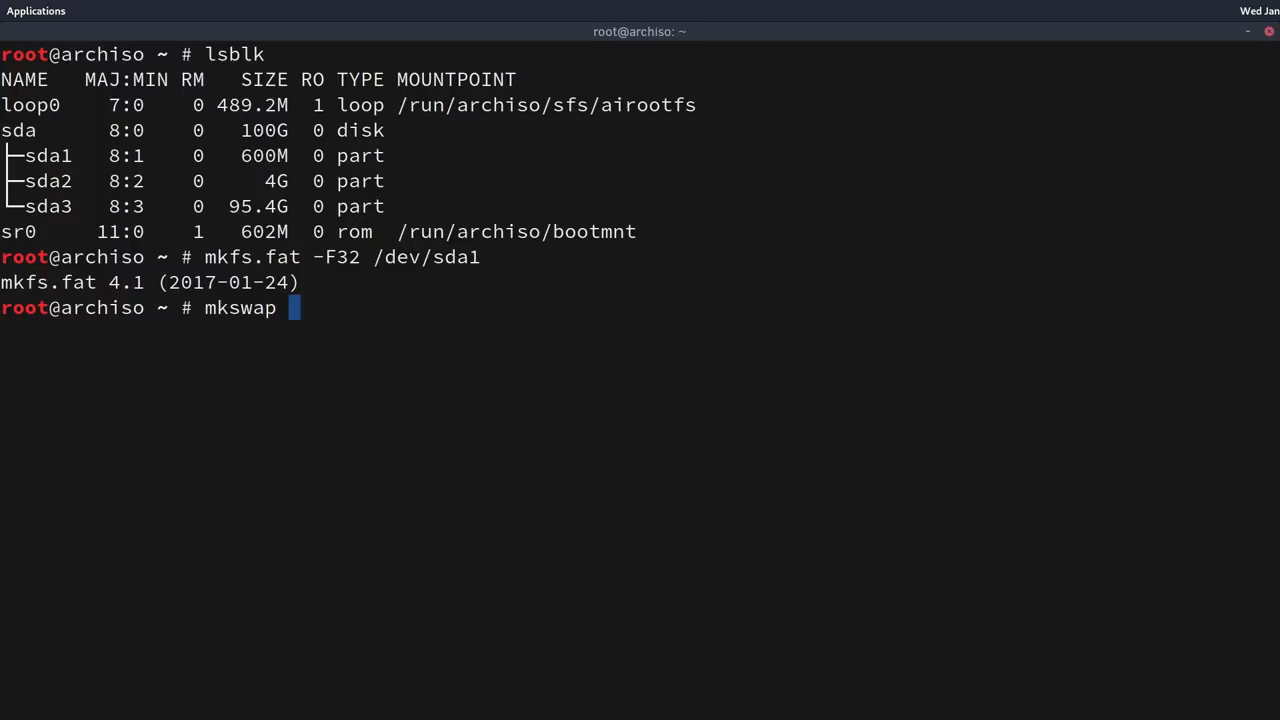 Applications
Wed Jan
root@archiso: ~
root@archiso ~ # lsblk
NAME   MAJ:MIN RM   SIZE RO TYPE MOUNTPOINT
loop0    7:0    0 489.2M  1 loop /run/archiso/sfs/airootfs
sda      8:0    0   100G  0 disk
├─sda1   8:1    0   600M  0 part
├─sda2   8:2    0     4G  0 part
└─sda3   8:3    0  95.4G  0 part
sr0     11:0    1   602M  0 rom  /run/archiso/bootmnt
root@archiso ~ # mkfs.fat -F32 /dev/sda1
mkfs.fat 4.1 (2017-01-24)
root@archiso ~ # mkswap